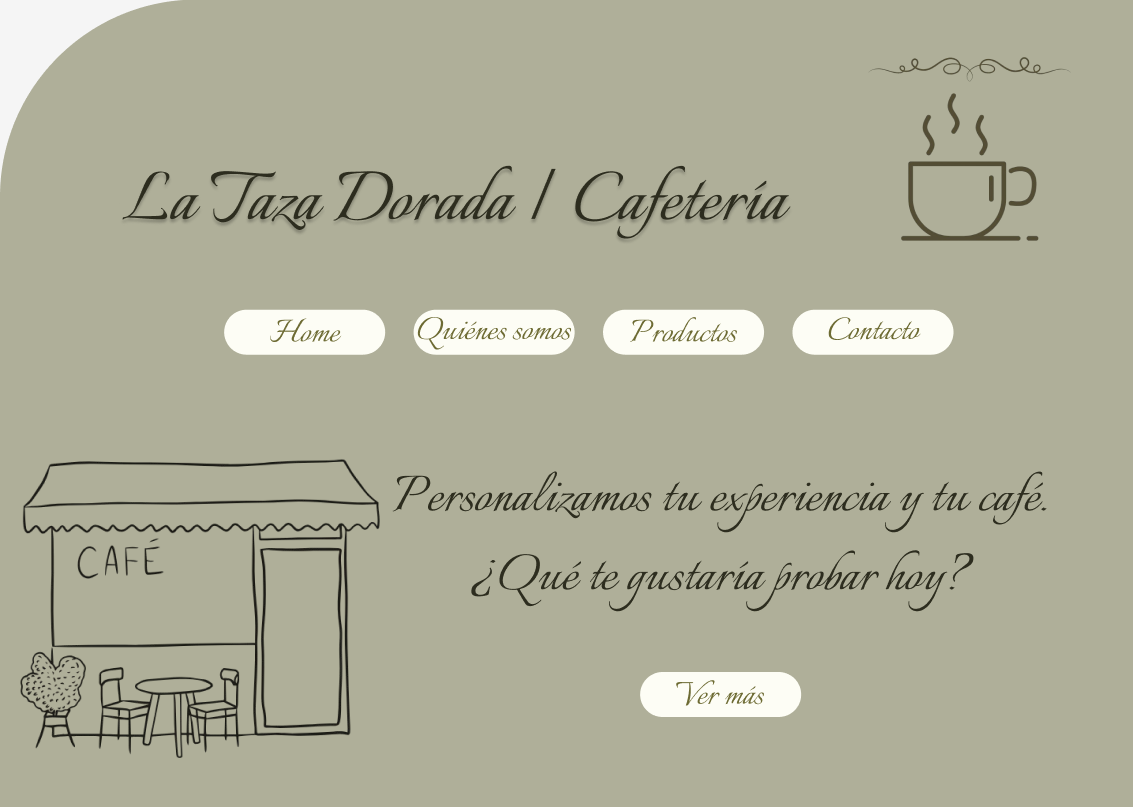 La Taza Dorada / Cafetería
Home
Quiénes somos
Productos
Contacto
CAFÉ
Personalizamos tu experiencia y tu café.
¿Qué te gustaría probar hoy?
Ver más